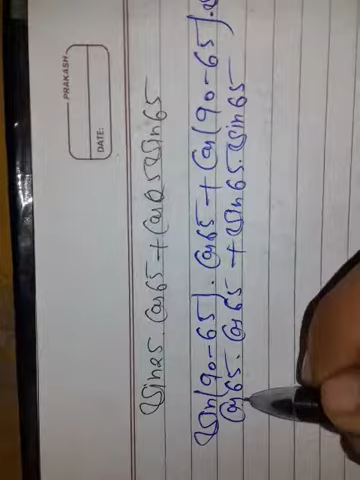 PRAKASH
DATE:
Sin25 . Cos65 + Cos25 Sin65
Sin(90-65) . Cos65 + Cos(90-65).
Cos65 . Cos65 + Sin65 . Sin65